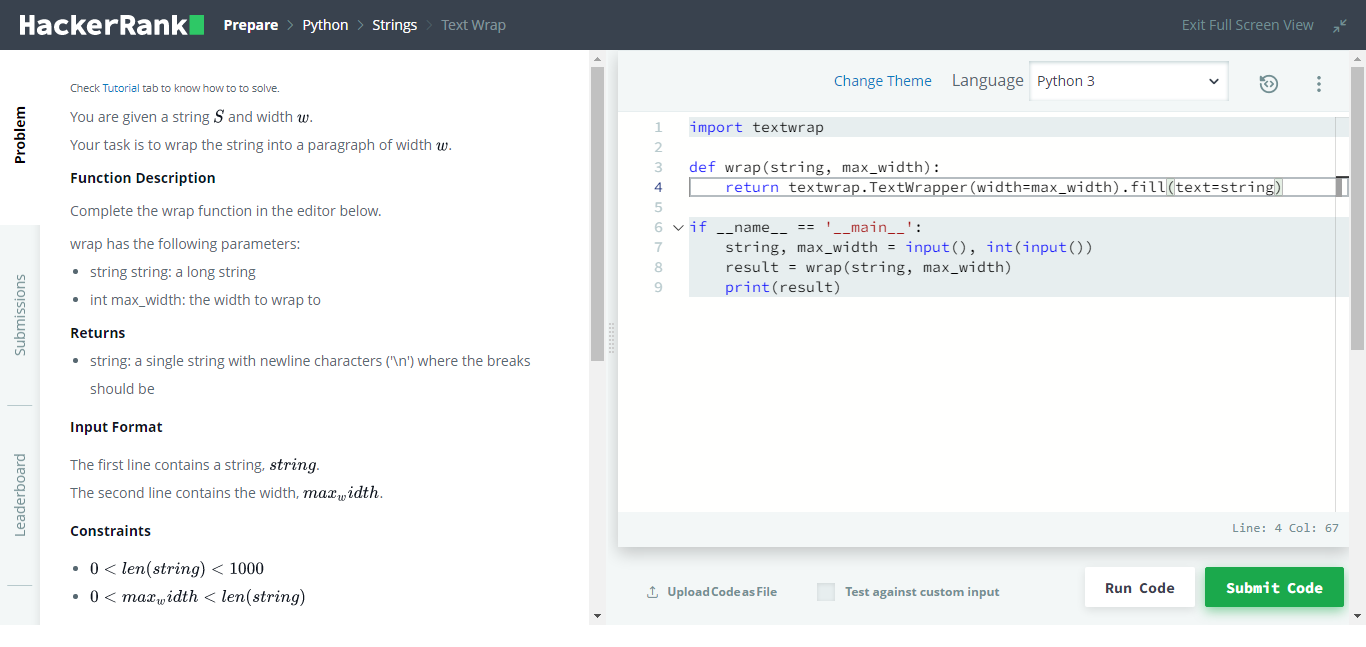 HackerRank Prepare > Python > Strings > Text Wrap Exit Full Screen View
Problem
Submissions
Leaderboard
Check Tutorial tab to know how to to solve.
You are given a string S and width w.
Your task is to wrap the string into a paragraph of width w.
Function Description
Complete the wrap function in the editor below.
wrap has the following parameters:
• string string: a long string
• int max_width: the width to wrap to
Returns
• string: a single string with newline characters ('\n') where the breaks
should be
Input Format
The first line contains a string, string.
The second line contains the width, max_width.
Constraints
• 0 < len(string) < 1000
• 0 < max_width < len(string)
Change Theme Language Python 3
1 import textwrap
2
3 def wrap(string, max_width):
4     return textwrap.TextWrapper(width=max_width).fill(text=string)
5
6 if __name__ == '__main__':
7     string, max_width = input(), int(input())
8     result = wrap(string, max_width)
9     print(result)
Line: 4 Col: 67
Upload Code as File Test against custom input Run Code Submit Code